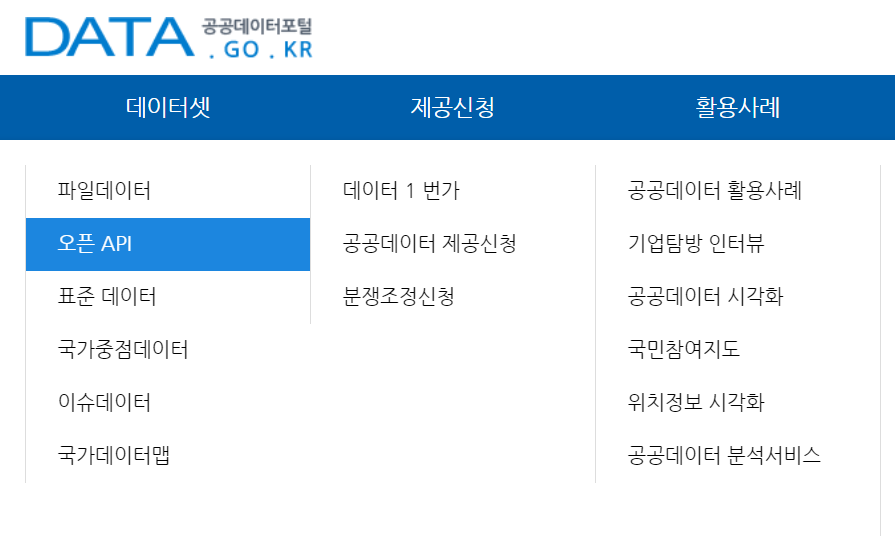 DATA 공공데이터포털
.GO.KR
데이터셋
제공신청
활용사례
파일데이터
오픈 API
표준 데이터
국가중점데이터
이슈데이터
국가데이터맵
데이터 1 번가
공공데이터 제공신청
분쟁조정신청
공공데이터 활용사례
기업탐방 인터뷰
공공데이터 시각화
국민참여지도
위치정보 시각화
공공데이터 분석서비스